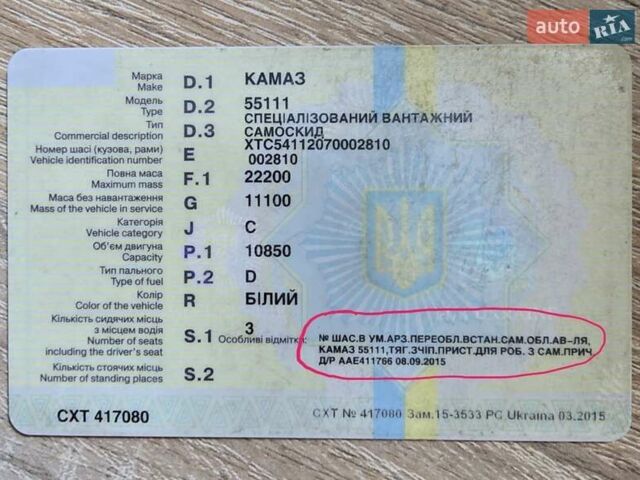 auto RIA.com
Марка D.1 КАМАЗ
Make
Модель D.2 55111
Type СПЕЦІАЛІЗОВАНИЙ ВАНТАЖНИЙ
Тип D.3 САМОСКИД
Commercial description
Номер шасі (кузова, рами) E XTC54112070002810
Vehicle identification number 002810
Повна маса F.1 22200
Maximum mass
Маса без навантаження G 11100
Mass of the vehicle in service
Категорія J C
Vehicle category
Об'єм двигуна P.1 10850
Capacity
Тип пального P.2 D
Type of fuel
Колір R БІЛИЙ
Color of the vehicle
Кількість сидячих місць
з місцем водія S.1 3
Number of seats Особливі відмітки:
including the driver's seat
№ ШАС.В УМ.АРЗ.ПЕРЕОБЛ.ВСТАН.САМ.ОБЛ.АВ-ЛЯ,
КАМАЗ 55111,ТЯГ.ЗЧІП.ПРИСТ.ДЛЯ РОБ. З САМ.ПРИЧ.
Д/Р ААЕ411766 08.09.2015
Кількість стоячих місць S.2
Number of standing places
СХТ 417080
СХТ № 417080 Зам.15-3533 PC Ukraina 03.2015